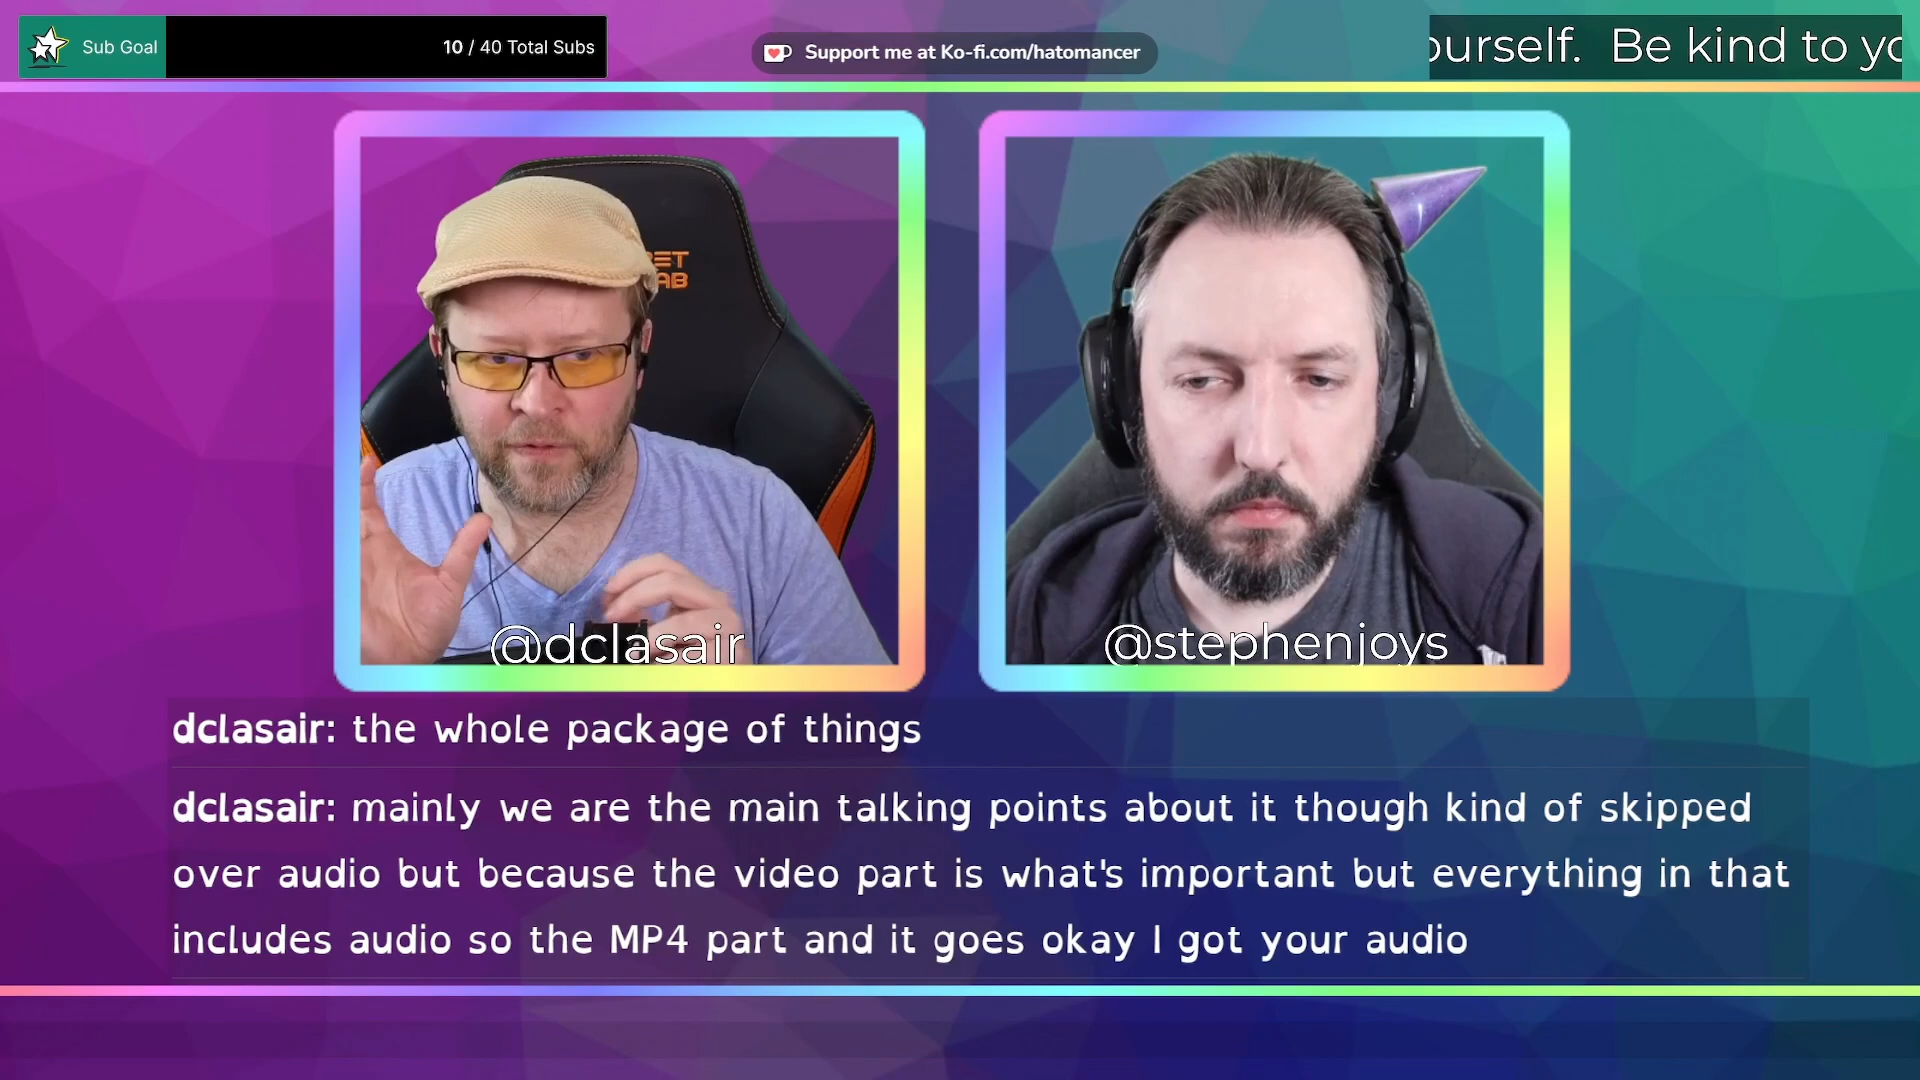 Sub Goal
10 / 40 Total Subs
Support me at Ko-fi.com/hatomancer
ourself. Be kind to yo
@dclasair
@stephenjoys
dclasair: the whole package of things
dclasair: mainly we are the main talking points about it though kind of skipped
over audio but because the video part is what's important but everything in that
includes audio so the MP4 part and it goes okay I got your audio